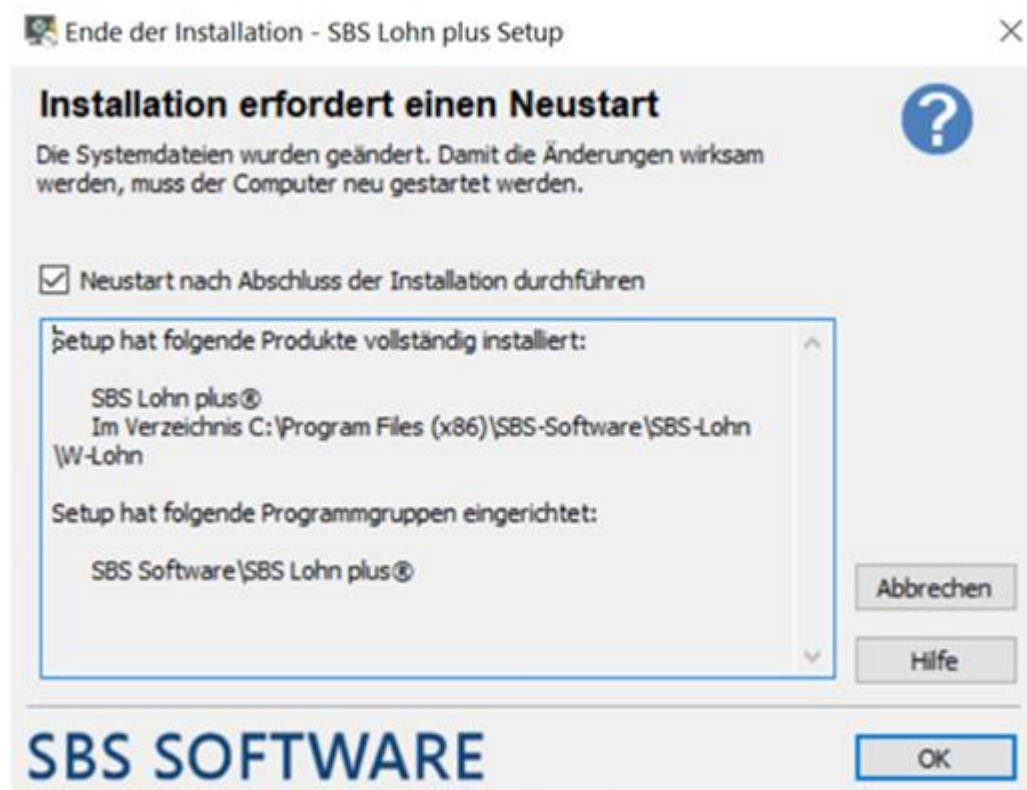 Ende der Installation - SBS Lohn plus Setup
Installation erfordert einen Neustart
Die Systemdateien wurden geändert. Damit die Änderungen wirksam
werden, muss der Computer neu gestartet werden.
Neustart nach Abschluss der Installation durchführen
Setup hat folgende Produkte vollständig installiert:
SBS Lohn plus®
Im Verzeichnis C:\Program Files (x86)\SBS-Software\SBS-Lohn
\W-Lohn
Setup hat folgende Programmgruppen eingerichtet:
SBS Software\SBS Lohn plus®
Abbrechen
Hilfe
SBS SOFTWARE
OK